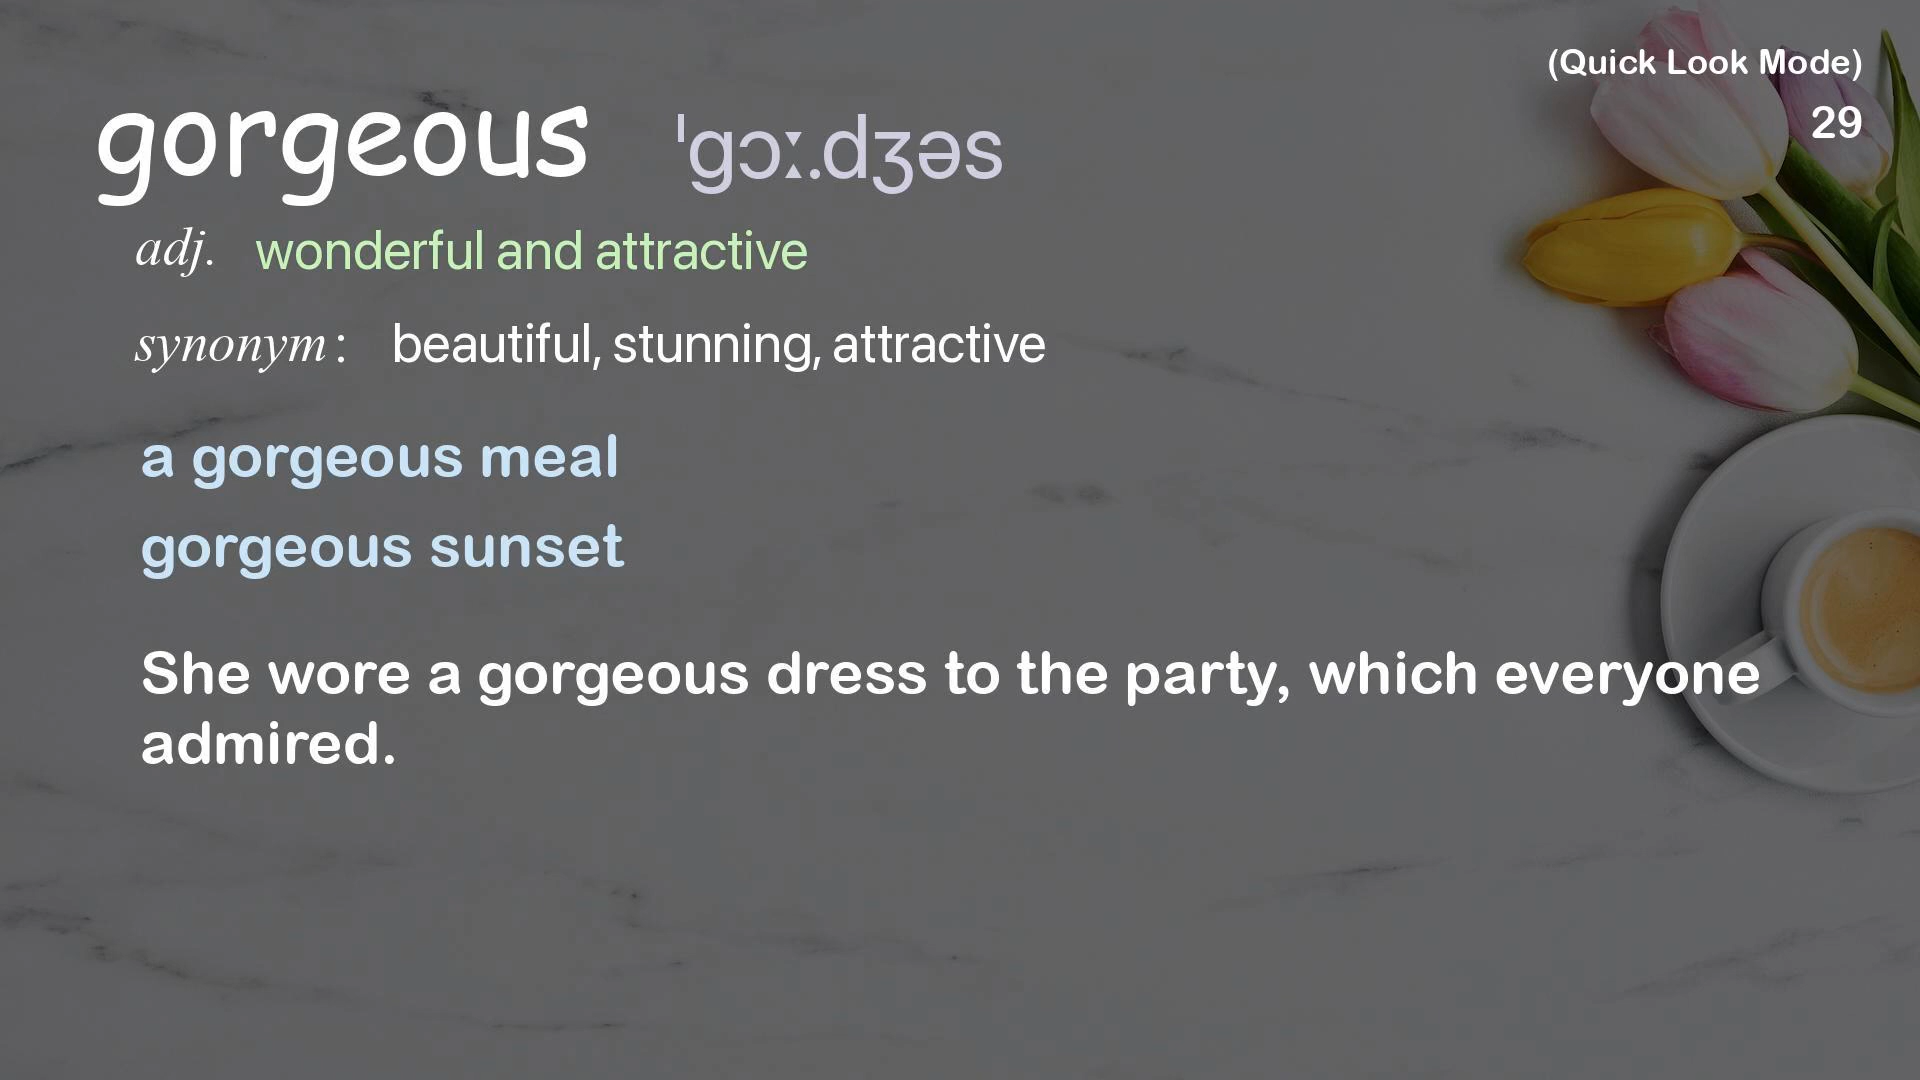 (Quick Look Mode)
29
gorgeous ˈɡɔː.dʒəs
adj. wonderful and attractive
synonym: beautiful, stunning, attractive
a gorgeous meal
gorgeous sunset
She wore a gorgeous dress to the party, which everyone
admired.